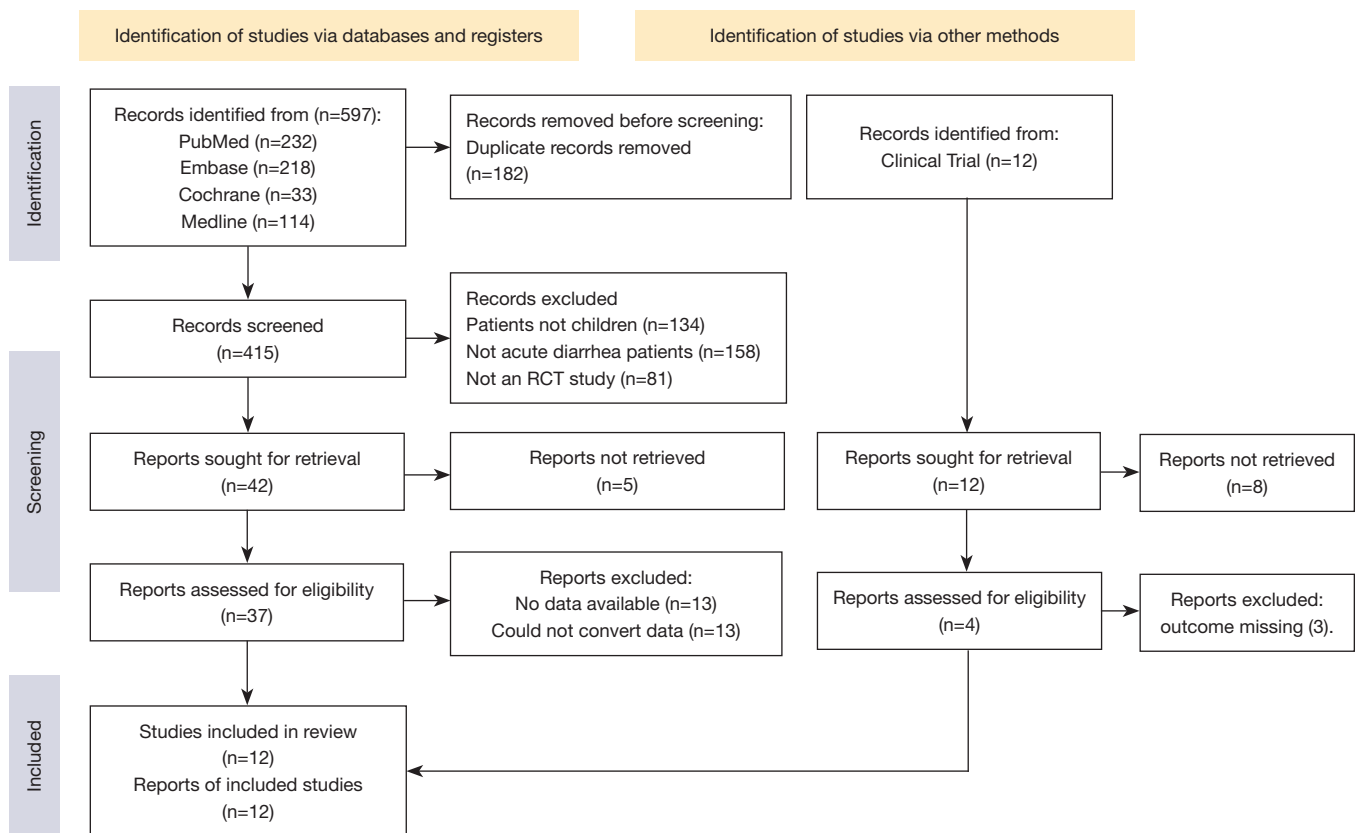 Identification of studies via databases and registers
Identification of studies via other methods
Identification
Records identified from (n=597):
PubMed (n=232)
Embase (n=218)
Cochrane (n=33)
Medline (n=114)
Records removed before screening:
Duplicate records removed
(n=182)
Records identified from:
Clinical Trial (n=12)
Screening
Records screened
(n=415)
Records excluded
Patients not children (n=134)
Not acute diarrhea patients (n=158)
Not an RCT study (n=81)
Reports sought for retrieval
(n=42)
Reports not retrieved
(n=5)
Reports sought for retrieval
(n=12)
Reports not retrieved
(n=8)
Reports assessed for eligibility
(n=37)
Reports excluded:
No data available (n=13)
Could not convert data (n=13)
Reports assessed for eligibility
(n=4)
Reports excluded:
outcome missing (3).
Included
Studies included in review
(n=12)
Reports of included studies
(n=12)